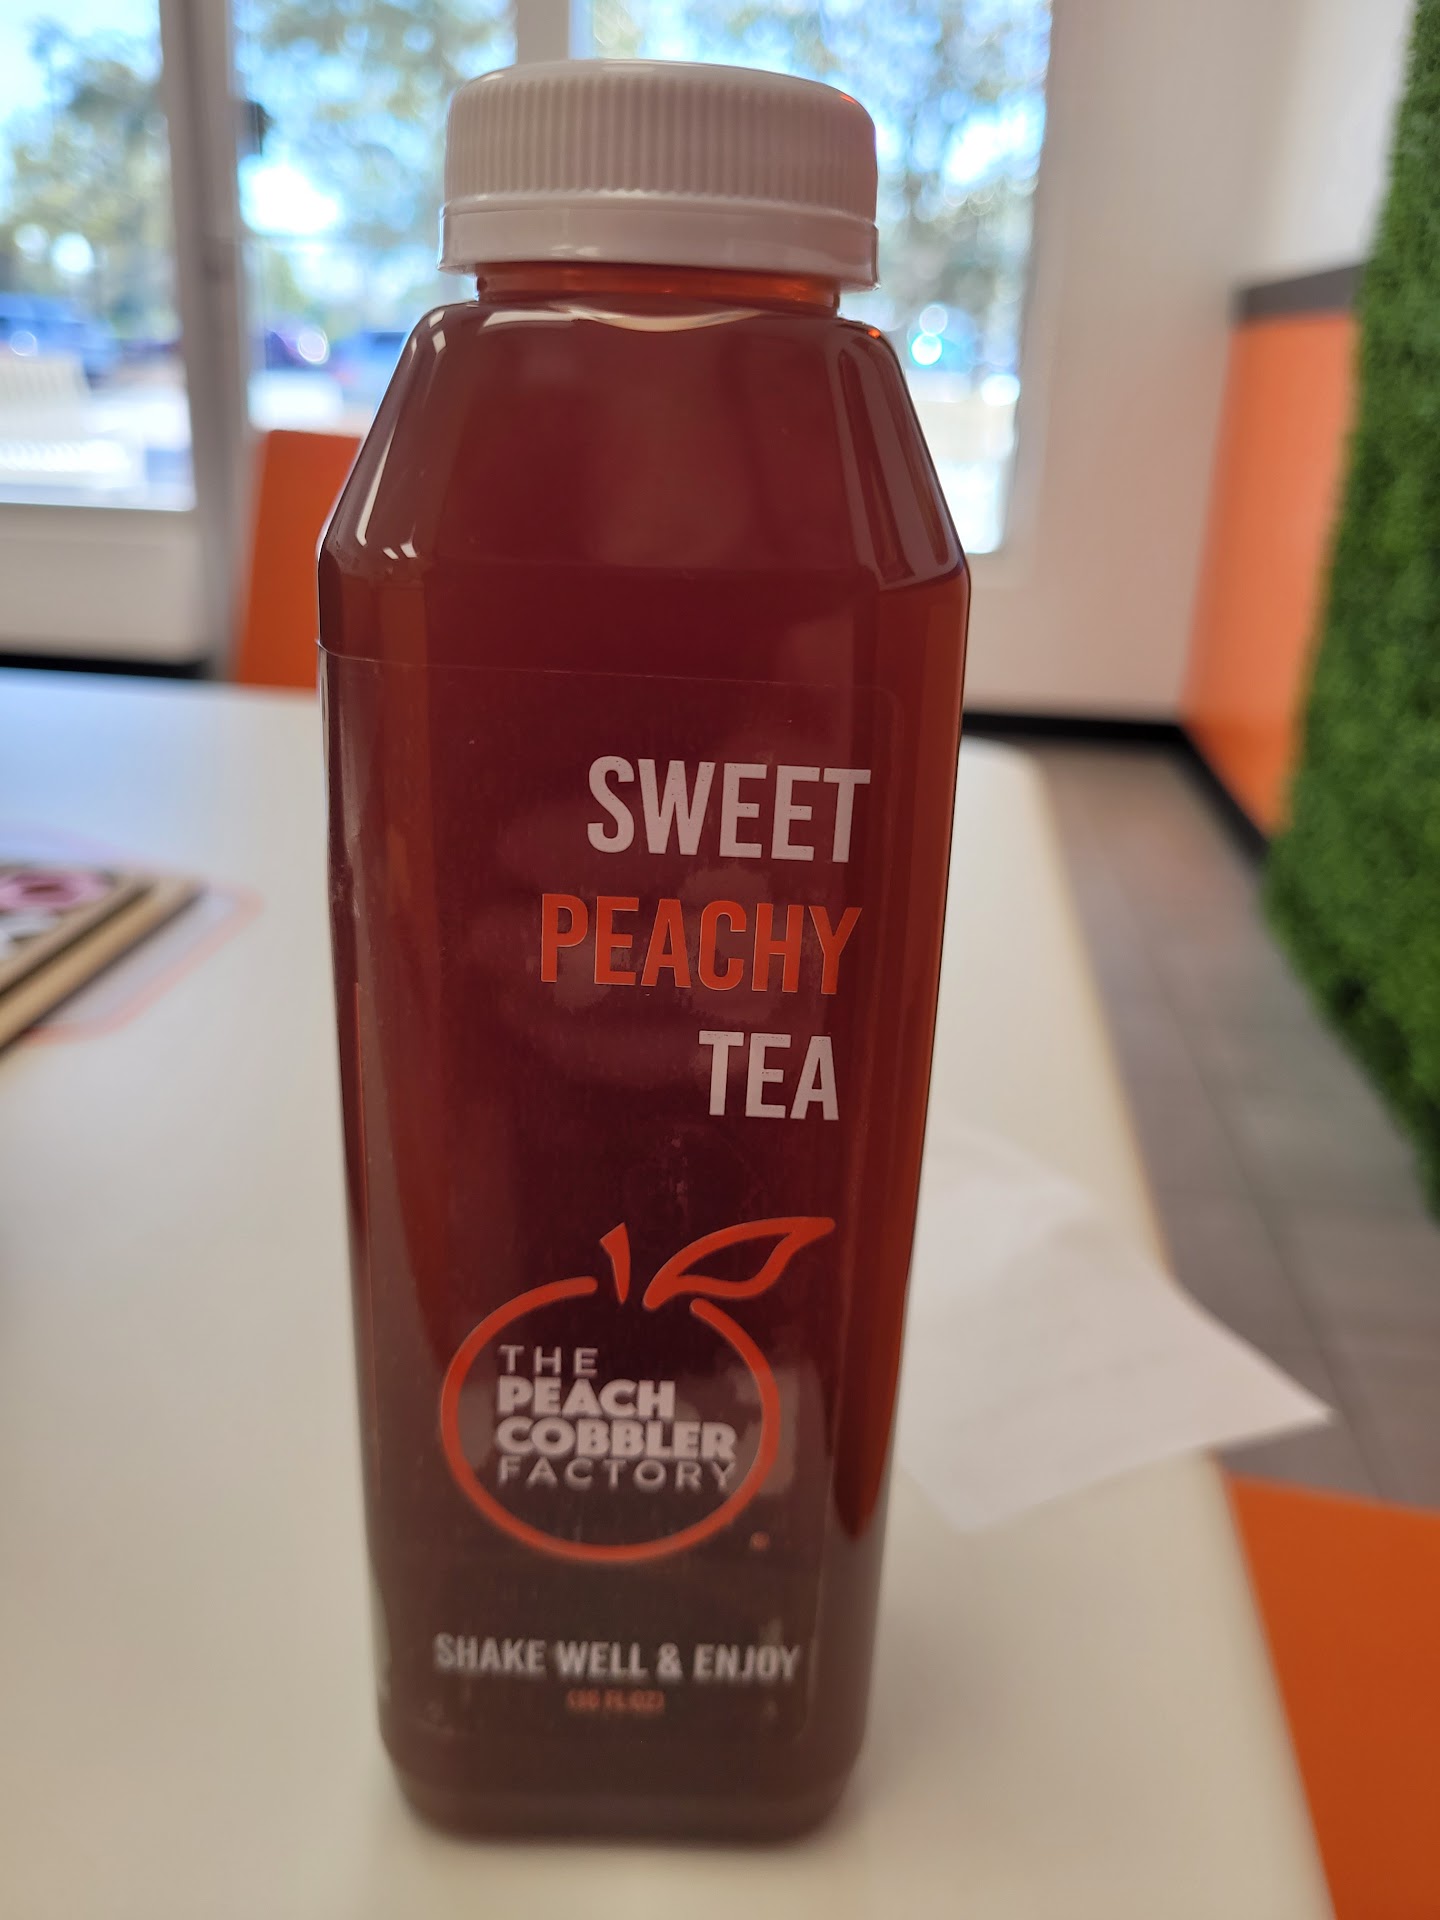 SWEET
PEACHY
TEA
THE
PEACH
COBBLER
FACTORY
SHAKE WELL & ENJOY